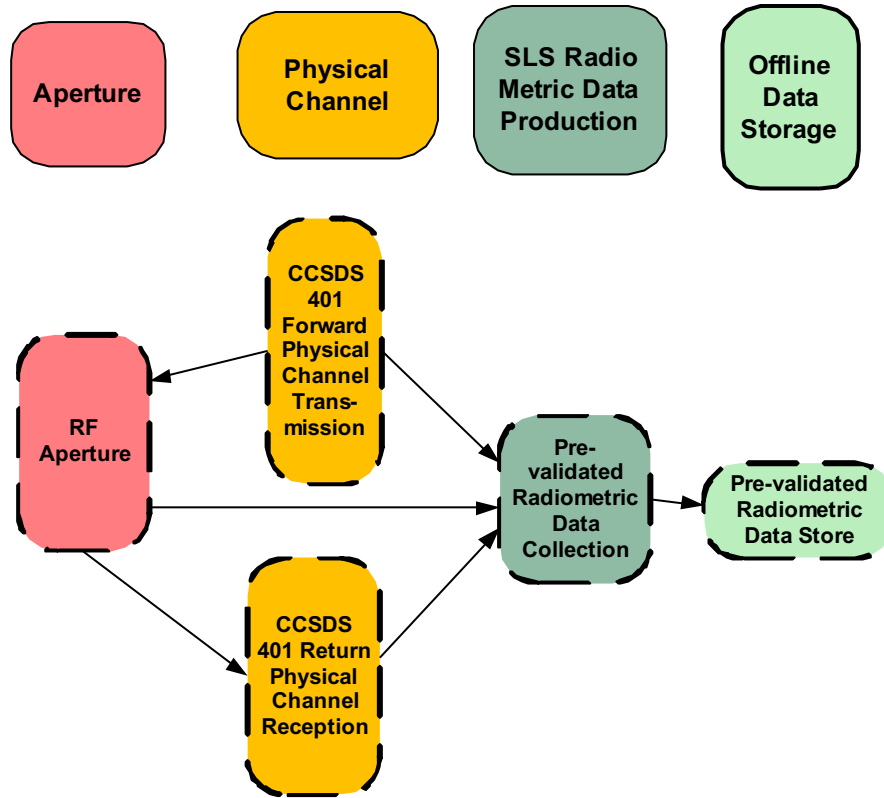 Aperture
Physical
Channel
SLS Radio
Metric Data
Production
Offline
Data
Storage
CCSDS
401
Forward
Physical
Channel
Trans-
mission
RF
Aperture
Pre-
validated
Radiometric
Data
Collection
Pre-validated
Radiometric
Data Store
CCSDS
401 Return
Physical
Channel
Reception